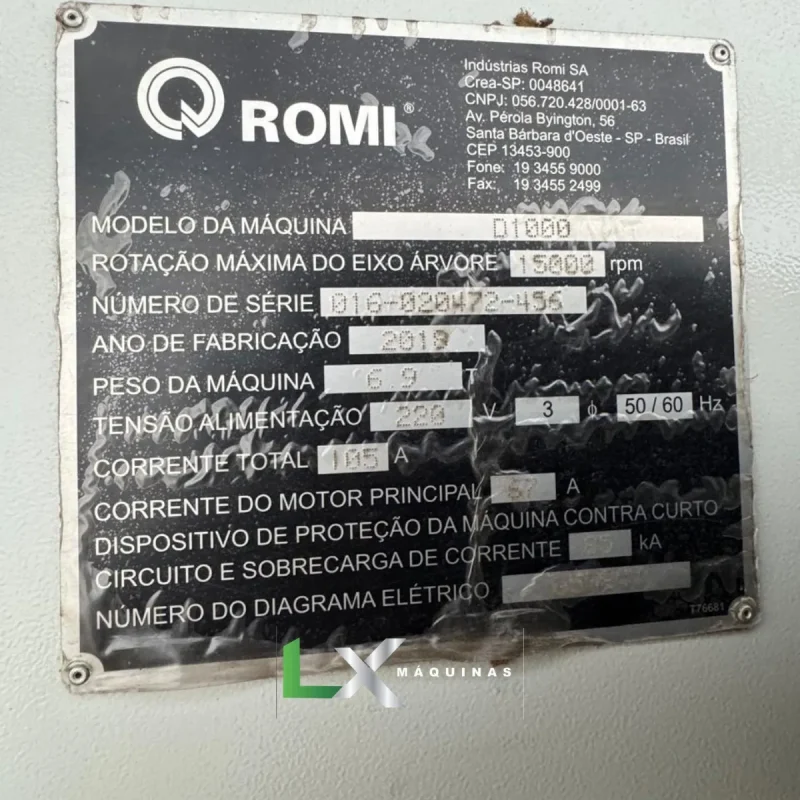 ROMI®
Indústrias Romi SA
Crea-SP: 0048641
CNPJ: 056.720.428/0001-63
Av. Pérola Byington, 56
Santa Bárbara d'Oeste - SP - Brasil
CEP 13453-900
Fone: 19 3455 9000
Fax: 19 3455 2499
MODELO DA MÁQUINA D1000
ROTAÇÃO MÁXIMA DO EIXO ÁRVORE 15000 rpm
NÚMERO DE SÉRIE 016-020472-456
ANO DE FABRICAÇÃO
PESO DA MÁQUINA 6.9 T
TENSÃO ALIMENTAÇÃO 220 V 3 ϕ 50 / 60 Hz
CORRENTE TOTAL 105 A
CORRENTE DO MOTOR PRINCIPAL A
DISPOSITIVO DE PROTEÇÃO DA MÁQUINA CONTRA CURTO
CIRCUITO E SOBRECARGA DE CORRENTE kA
NÚMERO DO DIAGRAMA ELÉTRICO
T76681
LX MÁQUINAS